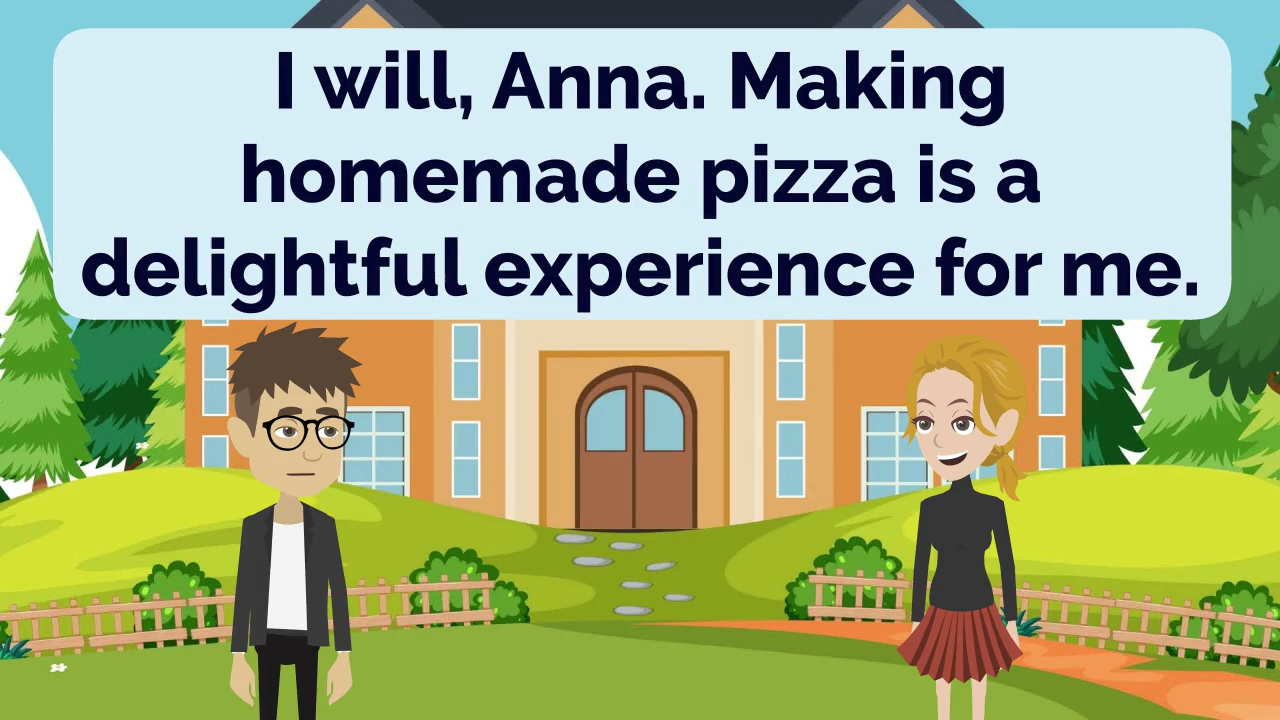 I will, Anna. Making
homemade pizza is a
delightful experience for me.